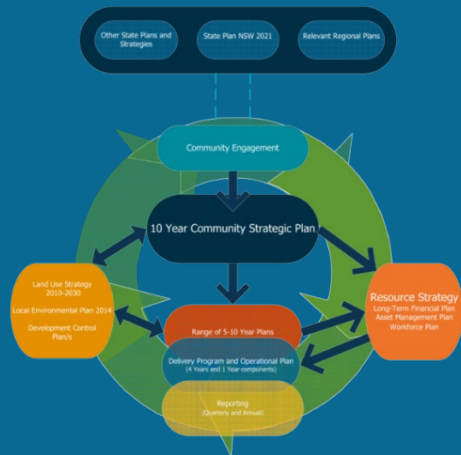 Other State Plans and
Strategies
State Plan NSW 2021
Relevant Regional Plans
Community Engagement
10 Year Community Strategic Plan
Land Use Strategy
2010-2030
Local Environmental Plan 2014
Development Control
Plan/s
Resource Strategy
Long-Term Financial Plan
Asset Management Plan
Workforce Plan
Range of 5-10 Year Plans
Delivery Program and Operational Plan
(4 Years and 1 Year components)
Reporting
(Quarterly and Annual)